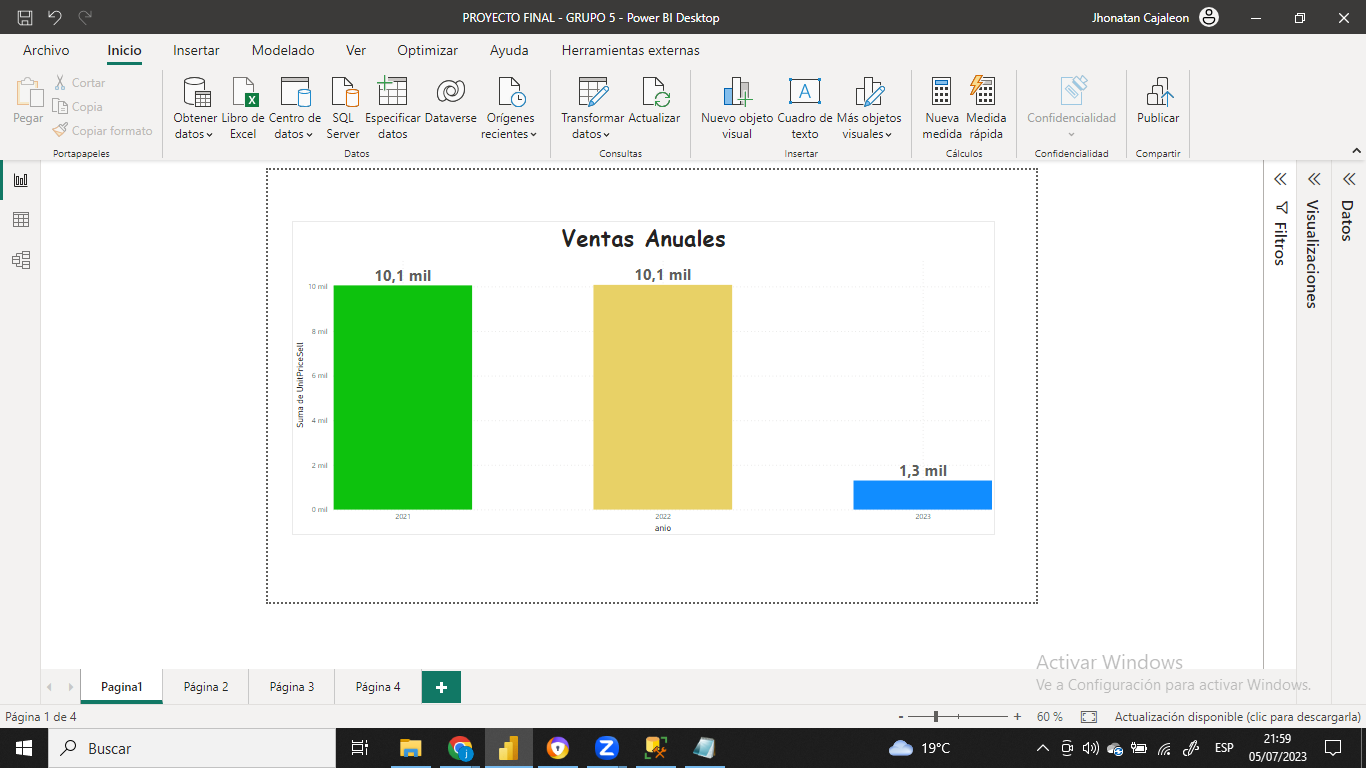 PROYECTO FINAL - GRUPO 5 - Power BI Desktop
Jhonatan Cajaleon
Archivo Inicio Insertar Modelado Ver Optimizar Ayuda Herramientas externas
Pegar
Cortar
Copia
Copiar formato
Portapapeles
Obtener datos
Libro de Excel
Centro de datos
SQL Server
Especificar datos
Dataverse
Orígenes recientes
Datos
Transformar datos
Actualizar
Consultas
Nuevo objeto visual
Cuadro de texto
Más objetos visuales
Insertar
Nueva medida
Medida rápida
Cálculos
Confidencialidad
Confidencialidad
Publicar
Compartir
Ventas Anuales
10,1 mil
10,1 mil
1,3 mil
10 mil
8 mil
6 mil
4 mil
2 mil
0 mil
Suma de UnitPriceSell
2021
2022
2023
anio
Filtros
Visualizaciones
Datos
Activar Windows
Ve a Configuración para activar Windows.
Pagina1
Página 2
Página 3
Página 4
+
Página 1 de 4
- + 60 %
Actualización disponible (clic para descargarla)
Buscar
19°C
ESP
21:59
05/07/2023